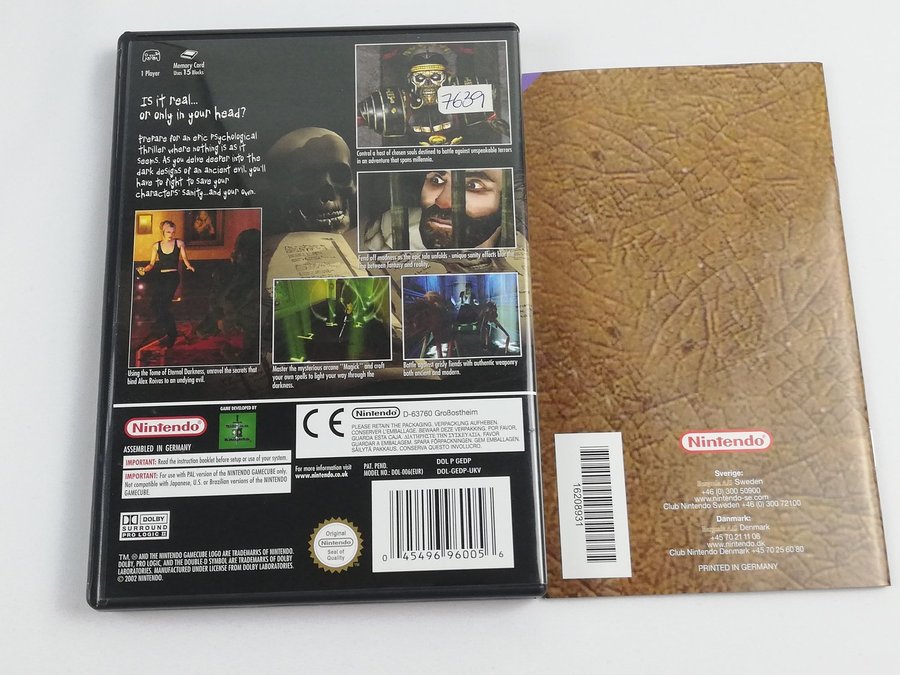 1 Player
Memory Card
Uses 15 Blocks
Is it real...
or only in your head?
Prepare for an epic psychological
thriller where nothing is as it
seems. As you delve deeper into the
dark designs of an ancient evil, you'll
have to fight to save your
characters' sanity...and your own.
7639
Control a host of chosen souls destined to battle against unspeakable terrors
in an adventure that spans millennia.
Fend off madness as the epic tale unfolds - unique sanity effects blur the
line between fantasy and reality.
Using the Tome of Eternal Darkness, unravel the secrets that
bind Alex Roivas to an undying evil.
Master the mysterious arcane "Magick" and craft
your own spells to light your way through the
darkness.
Battle against grisly fiends with authentic weaponry
both ancient and modern.
Nintendo
ASSEMBLED IN GERMANY
GAME DEVELOPED BY
IMPORTANT: Read the instruction booklet before setup or use of your system.
IMPORTANT: For use with PAL version of the NINTENDO GAMECUBE only.
Not compatible with Japanese, U.S. or Brazilian versions of the NINTENDO
GAMECUBE.
CE
Nintendo D-63760 Großostheim
PLEASE RETAIN THE PACKAGING. VERPACKUNG AUFHEBEN.
CONSERVER L'EMBALLAGE. BEWAAR DEZE VERPAKKING. POR FAVOR,
GUARDA ESTA CAJA. ΔΙΑΤΗΡΗΣΤΕ ΤΗ ΣΥΣΚΕΥΑΣΙΑ. POR FAVOR,
GUARDAR A EMBALAGEM. SPARA FÖRPACKNINGEN. GEM EMBALLAGEN.
SÄILYTÄ PAKKAUS. CONSERVA QUESTO INVOLUCRO.
For more information visit
www.nintendo.co.uk
PAT. PEND.
MODEL NO.: DOL-006(EUR)
DOL P GEDP
DOL-GEDP-UKV
DOLBY
SURROUND
PRO LOGIC II
Original
Nintendo
Seal of
Quality
0 45496 96005 6
TM, ® AND THE NINTENDO GAMECUBE LOGO ARE TRADEMARKS OF NINTENDO.
DOLBY, PRO LOGIC, AND THE DOUBLE-D SYMBOL ARE TRADEMARKS OF DOLBY
LABORATORIES. MANUFACTURED UNDER LICENSE FROM DOLBY LABORATORIES.
© 2002 NINTENDO.
16208931
Nintendo
Sverige:
Bergsala AB Sweden
+46 (0) 300 50900
www.nintendo-se.com
Club Nintendo Sweden +46 (0) 300 72100
Danmark:
Bergsala AB Denmark
+45 70 21 11 08
www.nintendo.dk
Club Nintendo Denmark +45 70 25 60 80
PRINTED IN GERMANY